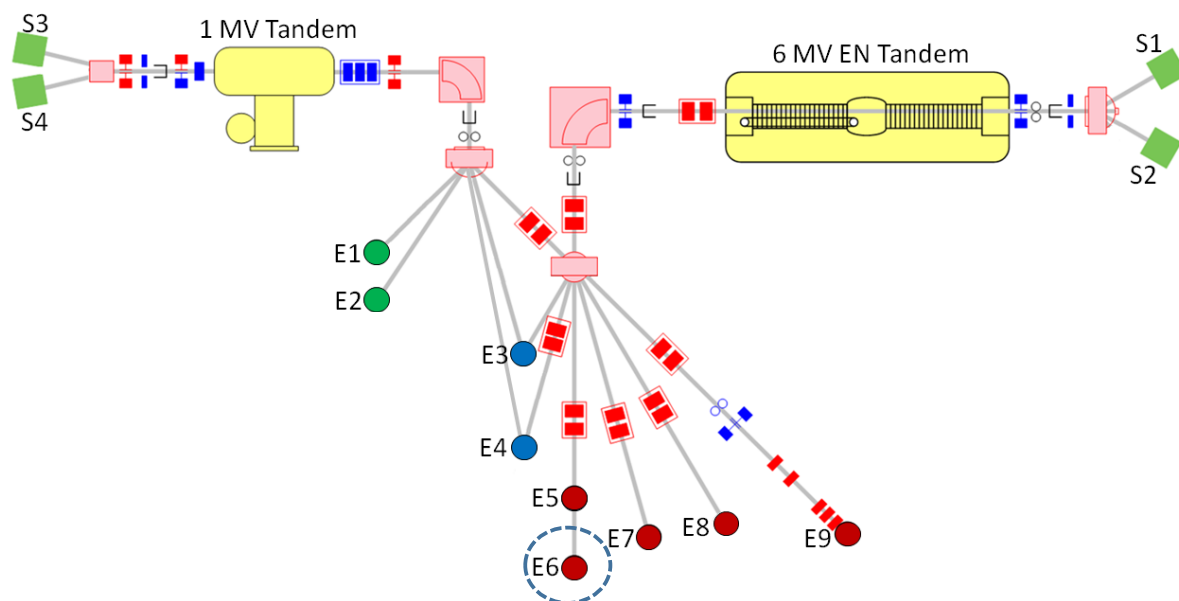 S3
1 MV Tandem
6 MV EN Tandem
S1
S4
S2
E1
E2
E3
E4
E5
E6
E7
E8
E9